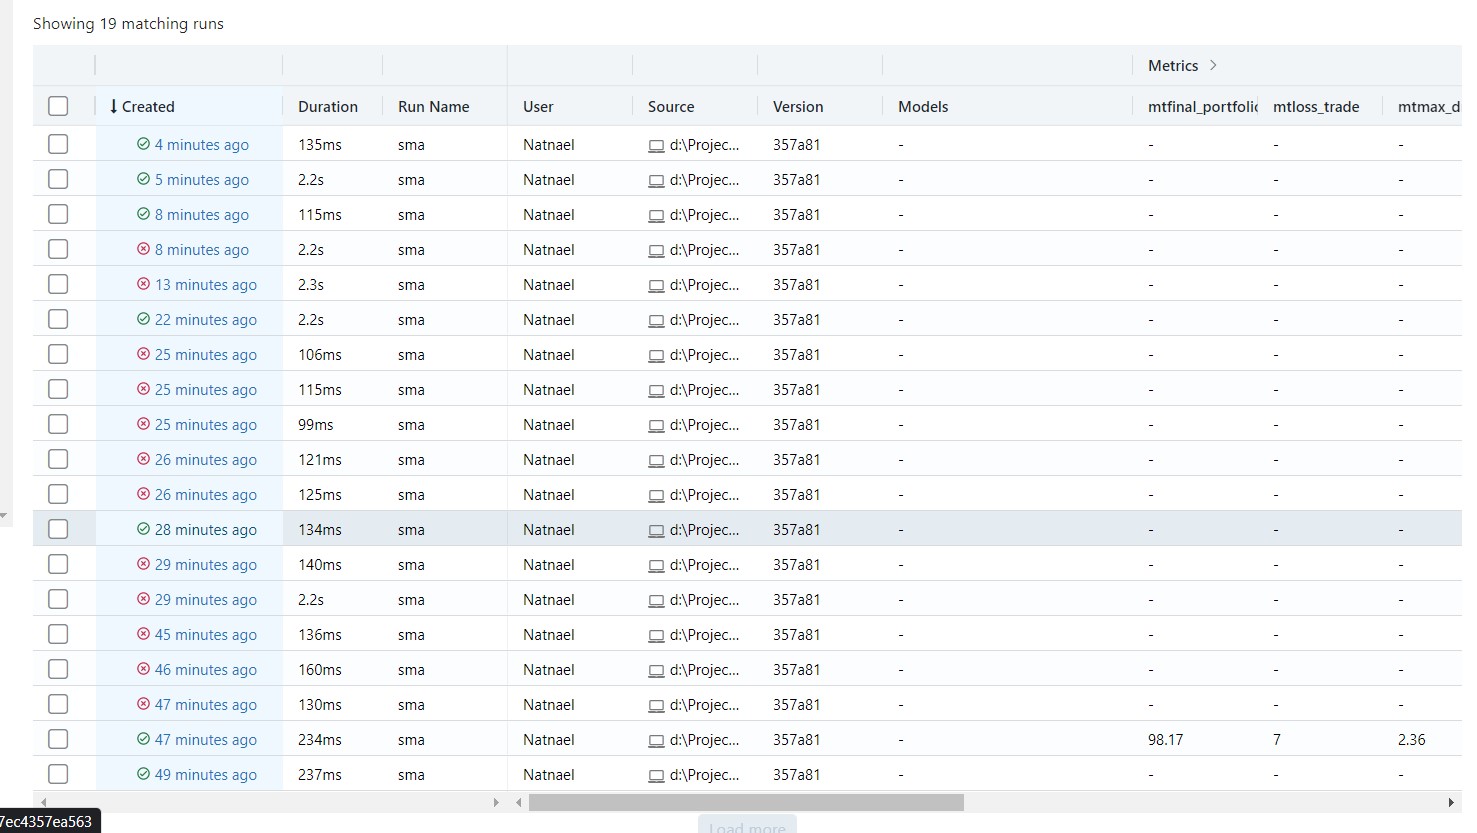 Showing 19 matching runs
Metrics
Created Duration Run Name User Source Version Models mtfinal_portfolio mtloss_trade mtmax_d
4 minutes ago 135ms sma Natnael d:\Projec... 357a81 - - - -
5 minutes ago 2.2s sma Natnael d:\Projec... 357a81 - - - -
8 minutes ago 115ms sma Natnael d:\Projec... 357a81 - - - -
8 minutes ago 2.2s sma Natnael d:\Projec... 357a81 - - - -
13 minutes ago 2.3s sma Natnael d:\Projec... 357a81 - - - -
22 minutes ago 2.2s sma Natnael d:\Projec... 357a81 - - - -
25 minutes ago 106ms sma Natnael d:\Projec... 357a81 - - - -
25 minutes ago 115ms sma Natnael d:\Projec... 357a81 - - - -
25 minutes ago 99ms sma Natnael d:\Projec... 357a81 - - - -
26 minutes ago 121ms sma Natnael d:\Projec... 357a81 - - - -
26 minutes ago 125ms sma Natnael d:\Projec... 357a81 - - - -
28 minutes ago 134ms sma Natnael d:\Projec... 357a81 - - - -
29 minutes ago 140ms sma Natnael d:\Projec... 357a81 - - - -
29 minutes ago 2.2s sma Natnael d:\Projec... 357a81 - - - -
45 minutes ago 136ms sma Natnael d:\Projec... 357a81 - - - -
46 minutes ago 160ms sma Natnael d:\Projec... 357a81 - - - -
47 minutes ago 130ms sma Natnael d:\Projec... 357a81 - - - -
47 minutes ago 234ms sma Natnael d:\Projec... 357a81 - 98.17 7 2.36
49 minutes ago 237ms sma Natnael d:\Projec... 357a81 - - - -
7ec4357ea563
Load more